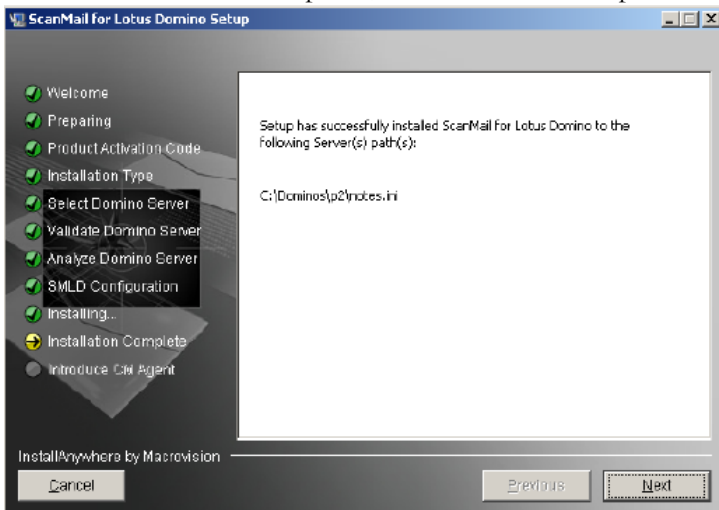 ScanMail for Lotus Domino Setup
Welcome
Preparing
Product Activation Code
Installation Type
Select Domino Server
Validate Domino Server
Analyze Domino Server
SMLD Configuration
Installing...
Installation Complete
Introduce CM Agent
Setup has successfully installed ScanMail for Lotus Domino to the
following Server(s) path(s):
C:\Dominos\p2\notes.ini
InstallAnywhere by Macrovision
Cancel
Previous
Next